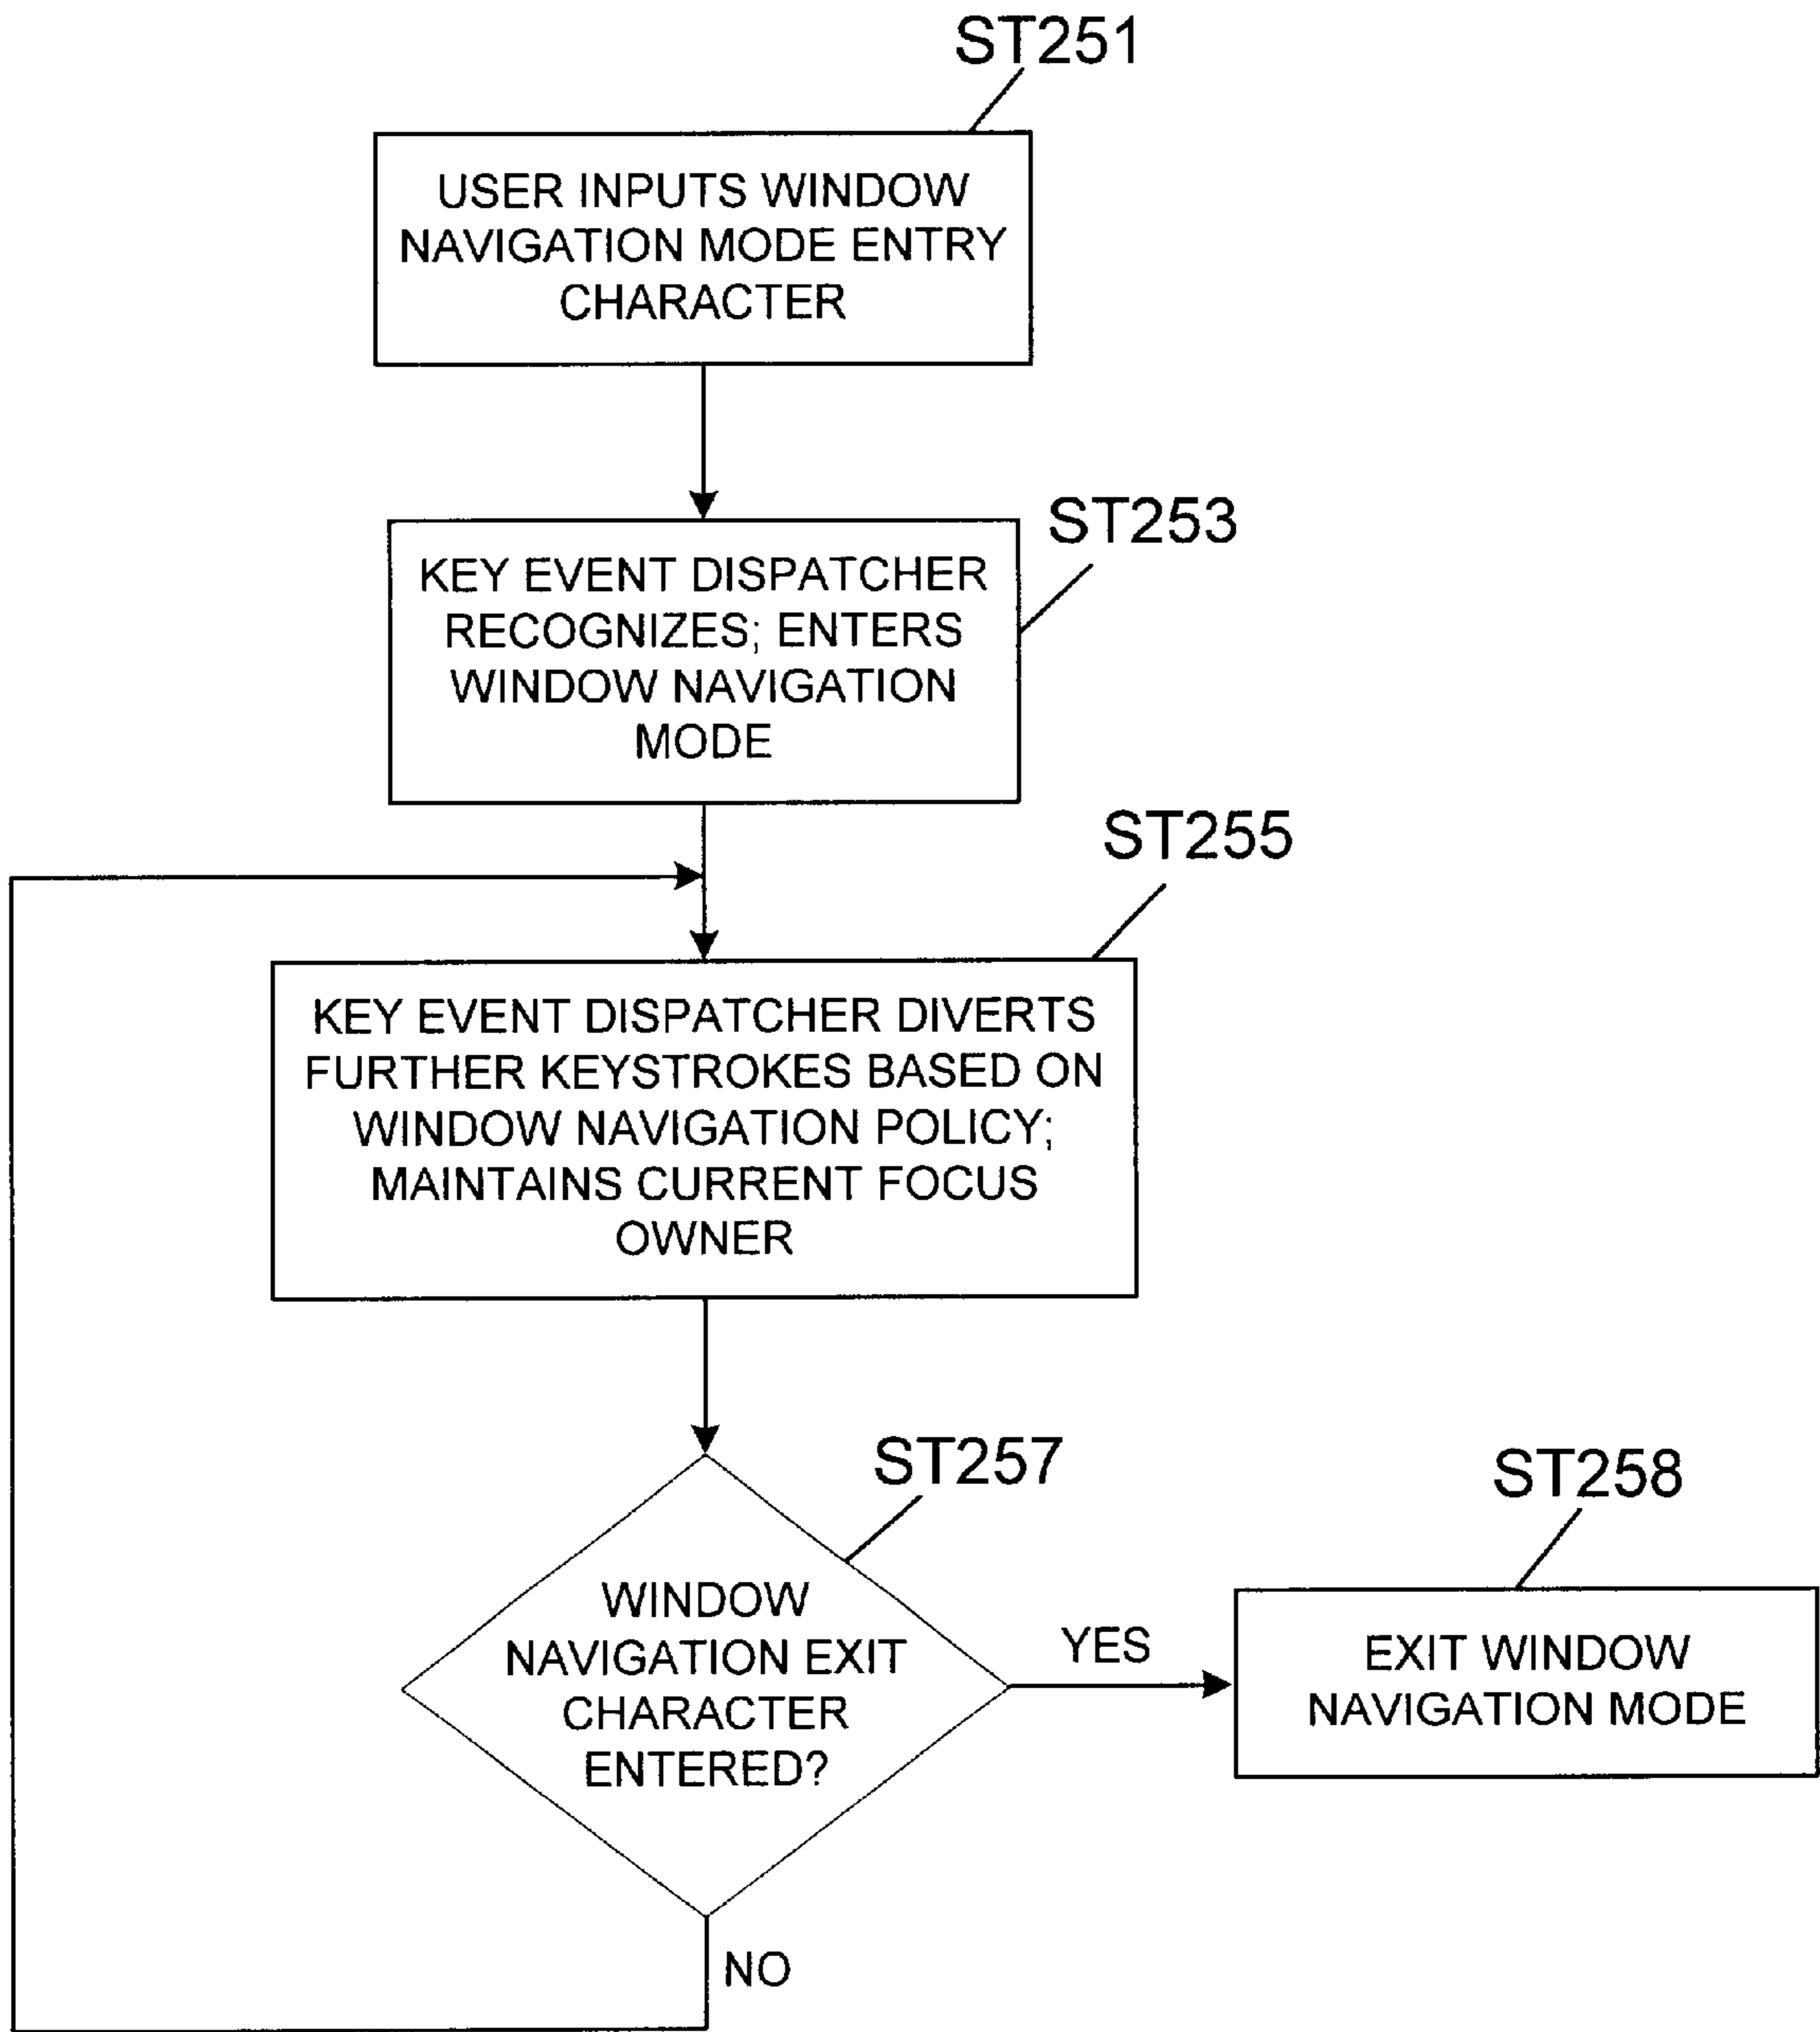 ST251
USER INPUTS WINDOW
NAVIGATION MODE ENTRY
CHARACTER
ST253
KEY EVENT DISPATCHER
RECOGNIZES; ENTERS
WINDOW NAVIGATION
MODE
ST255
KEY EVENT DISPATCHER DIVERTS
FURTHER KEYSTROKES BASED ON
WINDOW NAVIGATION POLICY;
MAINTAINS CURRENT FOCUS
OWNER
ST257
WINDOW
NAVIGATION EXIT
CHARACTER
ENTERED?
YES
ST258
EXIT WINDOW
NAVIGATION MODE
NO